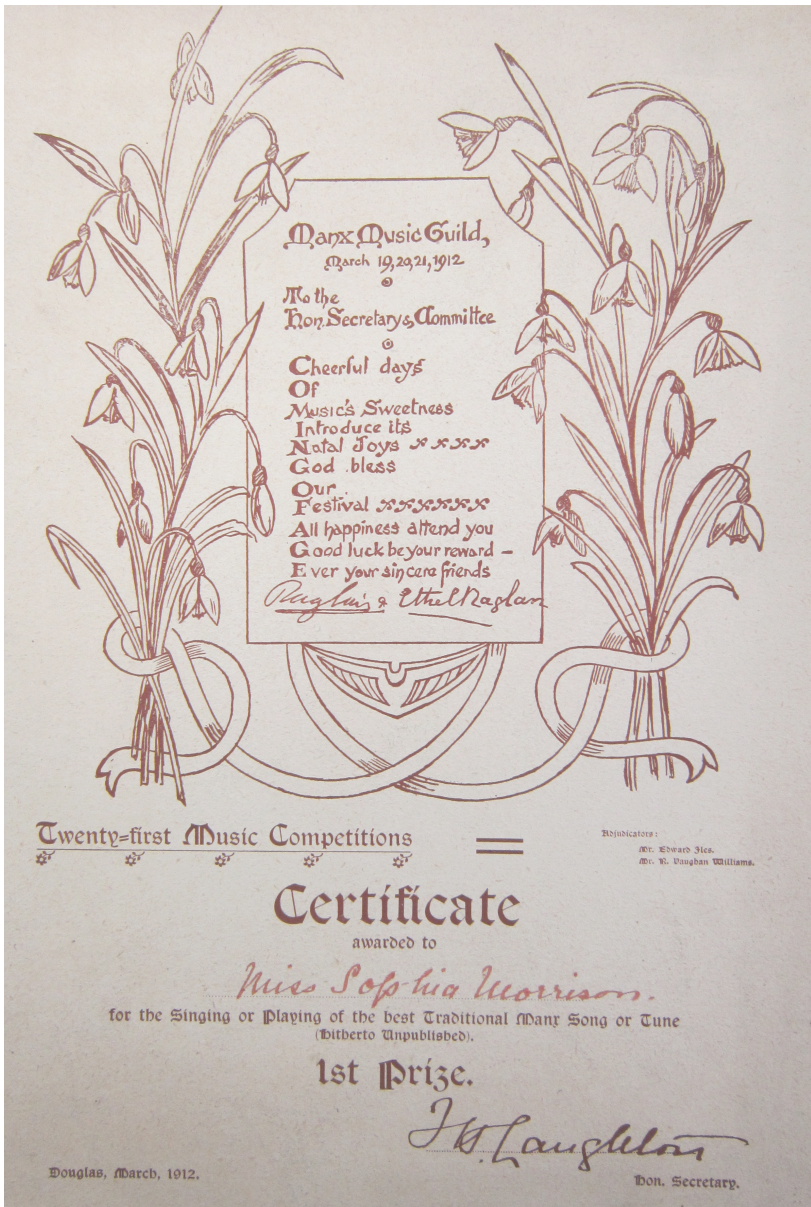 Manx Music Guild,
March 19, 20, 21, 1912
To the
Hon. Secretary & Committee
Cheerful days
Of
Music's Sweetness
Introduce its
Natal Joys
God bless
Our
Festival
All happiness attend you
Good luck be your reward –
Ever your sincere friends
Raglan & Ethel Raglan
Twenty=first Music Competitions
Adjudicators:
Mr. Edward Iles.
Mr. R. Vaughan Williams.
Certificate
awarded to
Miss Sophia Morrison.
for the Singing or Playing of the best Traditional Manx Song or Tune
(Hitherto Unpublished).
1st Prize.
F H. Laughton
Hon. Secretary.
Douglas, March, 1912.